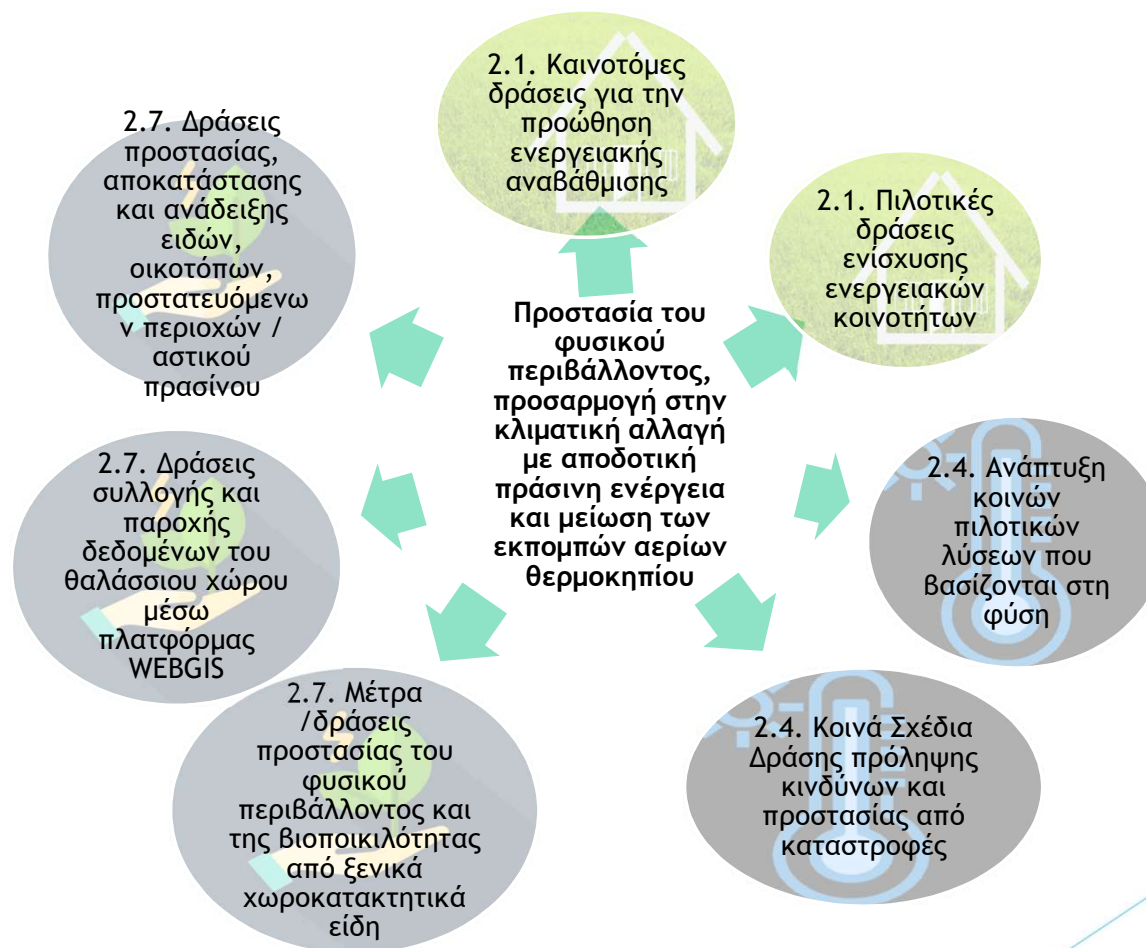 2.1. Καινοτόμες
δράσεις για την
προώθηση
ενεργειακής
αναβάθμισης
2.1. Πιλοτικές
δράσεις
ενίσχυσης
ενεργειακών
κοινοτήτων
2.4. Ανάπτυξη
κοινών
πιλοτικών
λύσεων που
βασίζονται στη
φύση
2.4. Κοινά Σχέδια
Δράσης πρόληψης
κινδύνων και
προστασίας από
καταστροφές
2.7. Μέτρα
/δράσεις
προστασίας του
φυσικού
περιβάλλοντος και
της βιοποικιλότητας
από ξενικά
χωροκατακτητικά
είδη
2.7. Δράσεις
συλλογής και
παροχής
δεδομένων του
θαλάσσιου χώρου
μέσω
πλατφόρμας
WEBGIS
2.7. Δράσεις
προστασίας,
αποκατάστασης
και ανάδειξης
ειδών,
οικοτόπων,
προστατευόμενω
ν περιοχών /
αστικού
πρασίνου
Προστασία του
φυσικού
περιβάλλοντος,
προσαρμογή στην
κλιματική αλλαγή
με αποδοτική
πράσινη ενέργεια
και μείωση των
εκπομπών αερίων
θερμοκηπίου